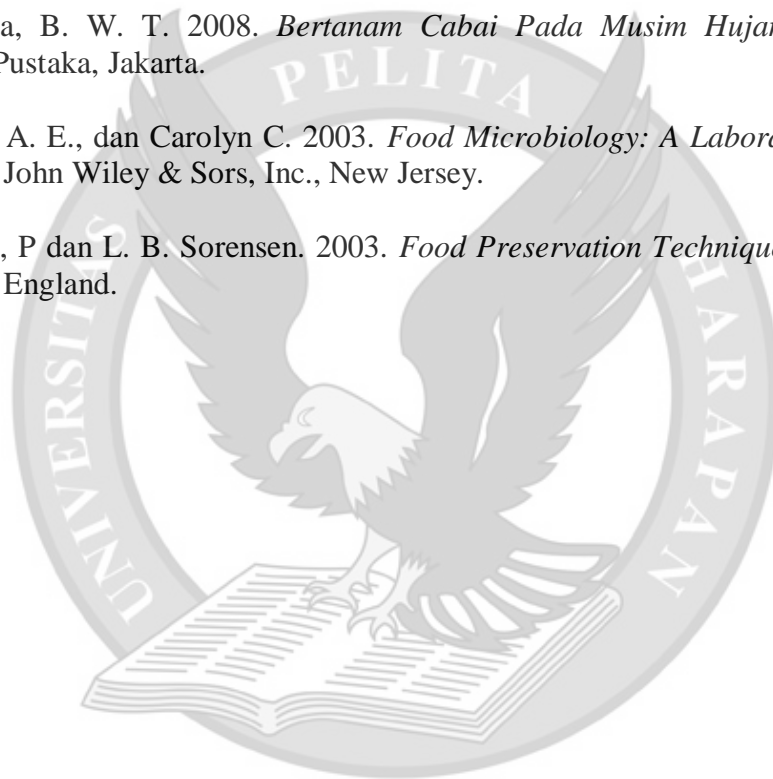 a, B. W. T. 2008. Bertanam Cabai Pada Musim Hujan
Pustaka, Jakarta.
A. E., dan Carolyn C. 2003. Food Microbiology: A Labora
John Wiley & Sors, Inc., New Jersey.
, P dan L. B. Sorensen. 2003. Food Preservation Technique
England.
UNIVERSITAS PELITA HARAPAN